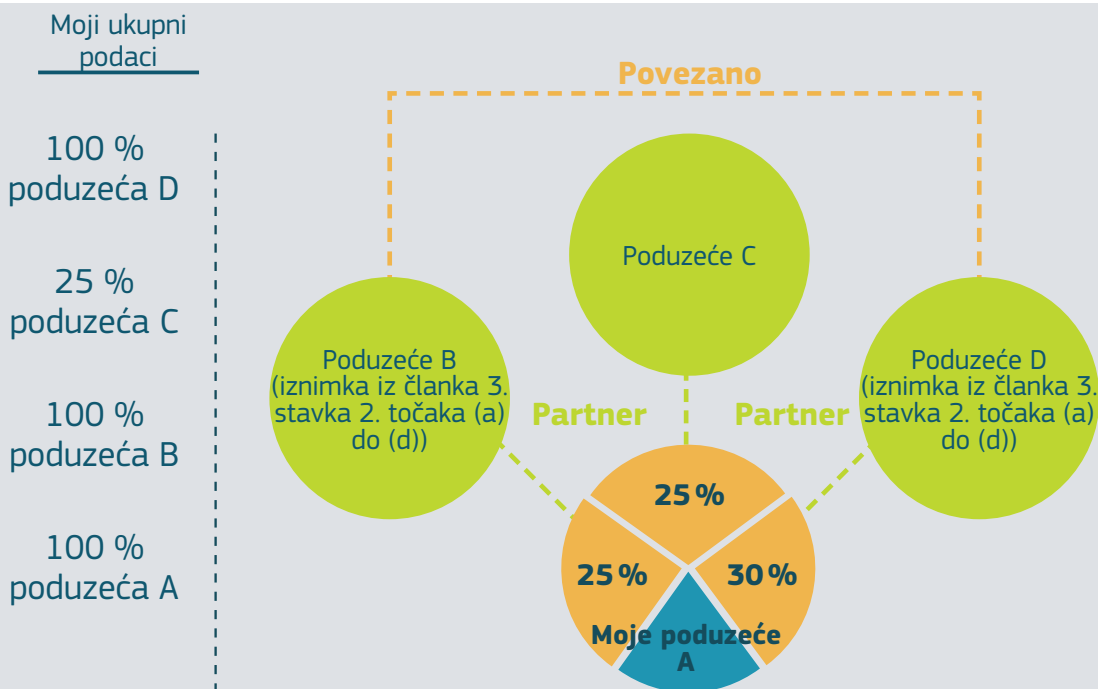 Moji ukupni
podaci
100 %
poduzeća D
25 %
poduzeća C
100 %
poduzeća B
100 %
poduzeća A
Povezano
Poduzeće C
Poduzeće B
(iznimka iz članka 3.
stavka 2. točaka (a)
do (d))
Partner
Partner
Poduzeće D
(iznimka iz članka 3.
stavka 2. točaka (a)
do (d))
25 %
25 %
30 %
Moje poduzeće
A